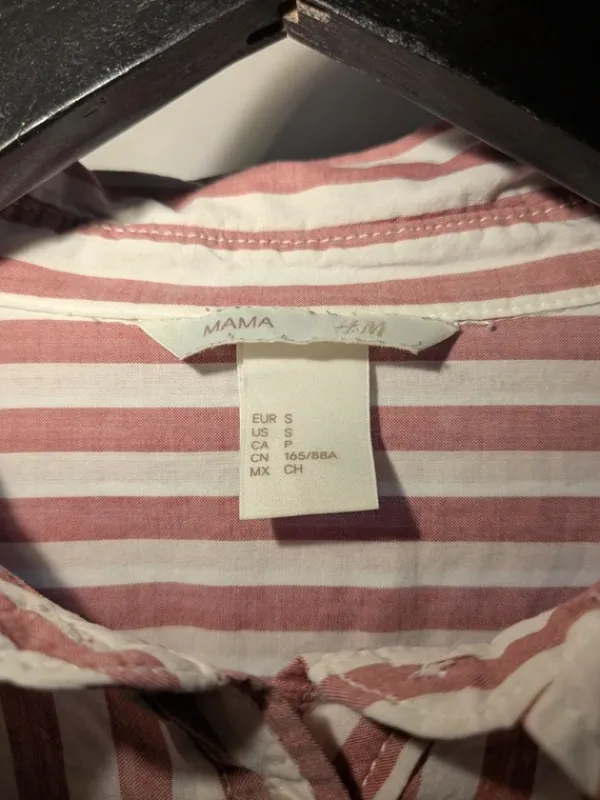 MAMA H&M
EUR S
US S
CA P
CN 165/88A
MX CH